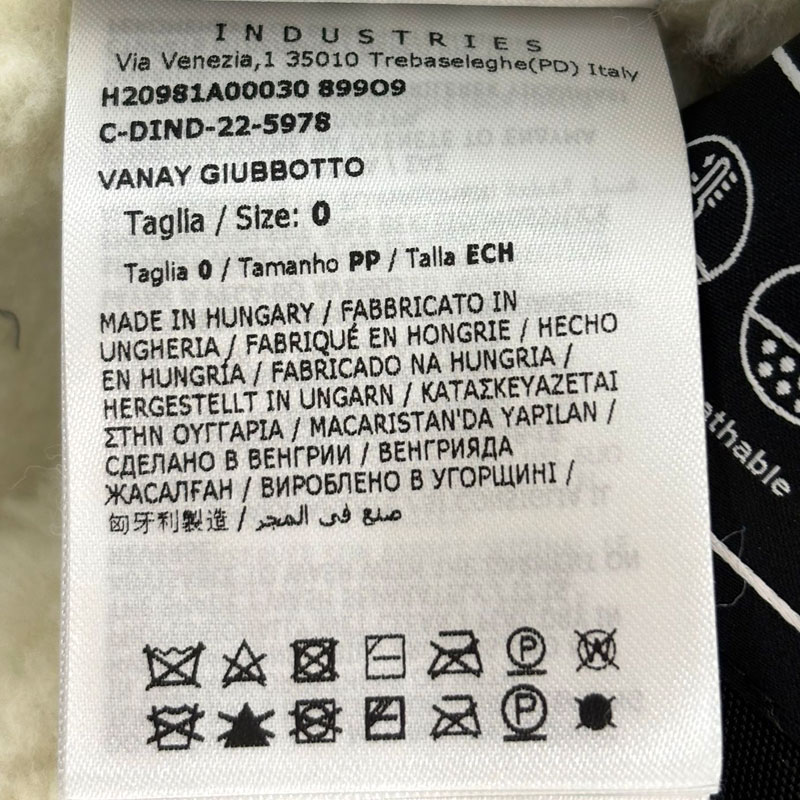 INDUSTRIES
Via Venezia,1 35010 Trebaseleghe(PD) Italy
H20981A00030 89909
C-DIND-22-5978
VANAY GIUBBOTTO
Taglia / Size: 0
Taglia 0 / Tamanho PP / Talla ECH
MADE IN HUNGARY / FABBRICATO IN
UNGHERIA / FABRIQUÉ EN HONGRIE / HECHO
EN HUNGRÍA / FABRICADO NA HUNGRIA /
HERGESTELLT IN UNGARN / ΚΑΤΑΣΚΕΥΑΖΕΤΑΙ
ΣΤΗΝ ΟΥΓΓΑΡΙΑ / MACARISTAN'DA YAPILAN /
СДЕЛАНО В ВЕНГРИИ / ВЕНГРИЯДА
ЖАСАЛҒАН / ВИРОБЛЕНО В УГОРЩИНІ /
匈牙利製造 / صنع في المجر
P W
P
athable